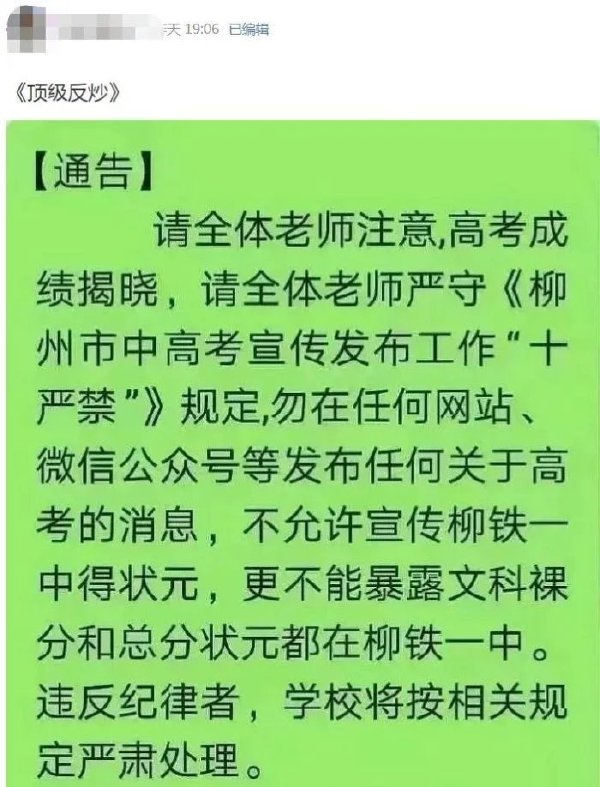 天 19:06 已编辑
《顶级反炒》
【通告】
请全体老师注意,高考成
绩揭晓，请全体老师严守《柳
州市中高考宣传发布工作“十
严禁”》规定,勿在任何网站、
微信公众号等发布任何关于高
考的消息，不允许宣传柳铁一
中得状元，更不能暴露文科裸
分和总分状元都在柳铁一中。
违反纪律者，学校将按相关规
定严肃处理。